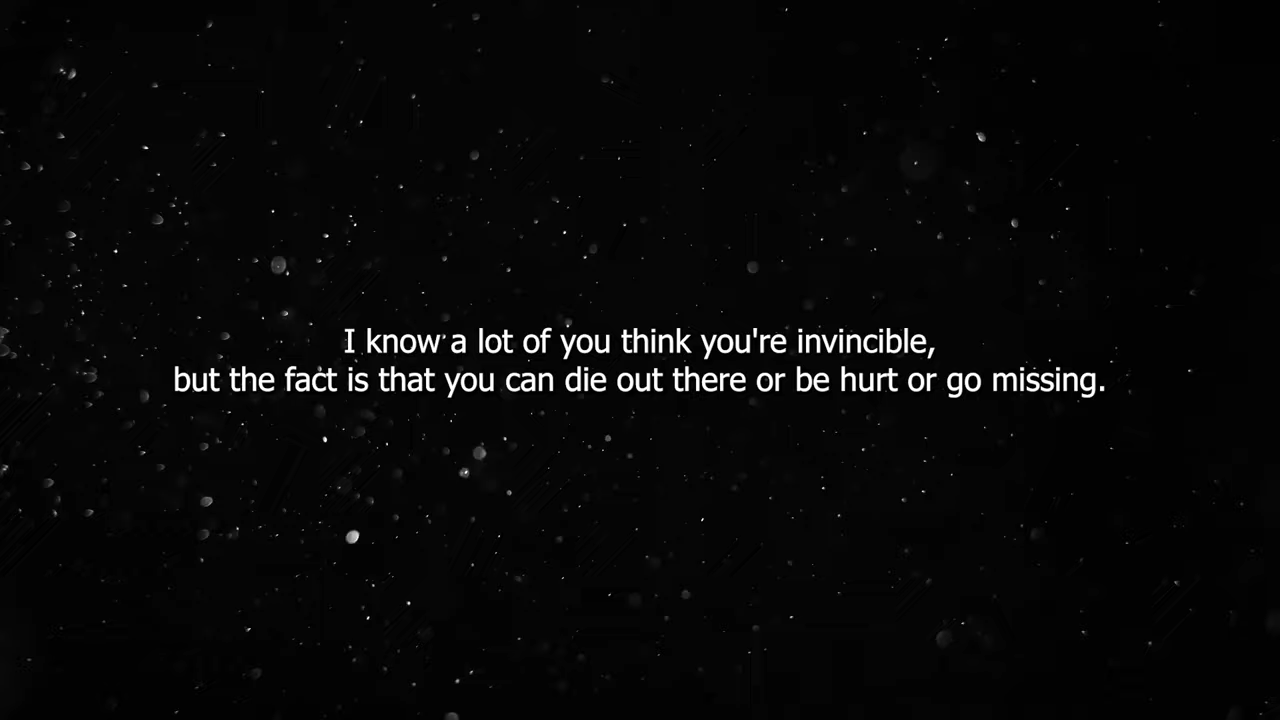 I know a lot of you think you're invincible,
but the fact is that you can die out there or be hurt or go missing.